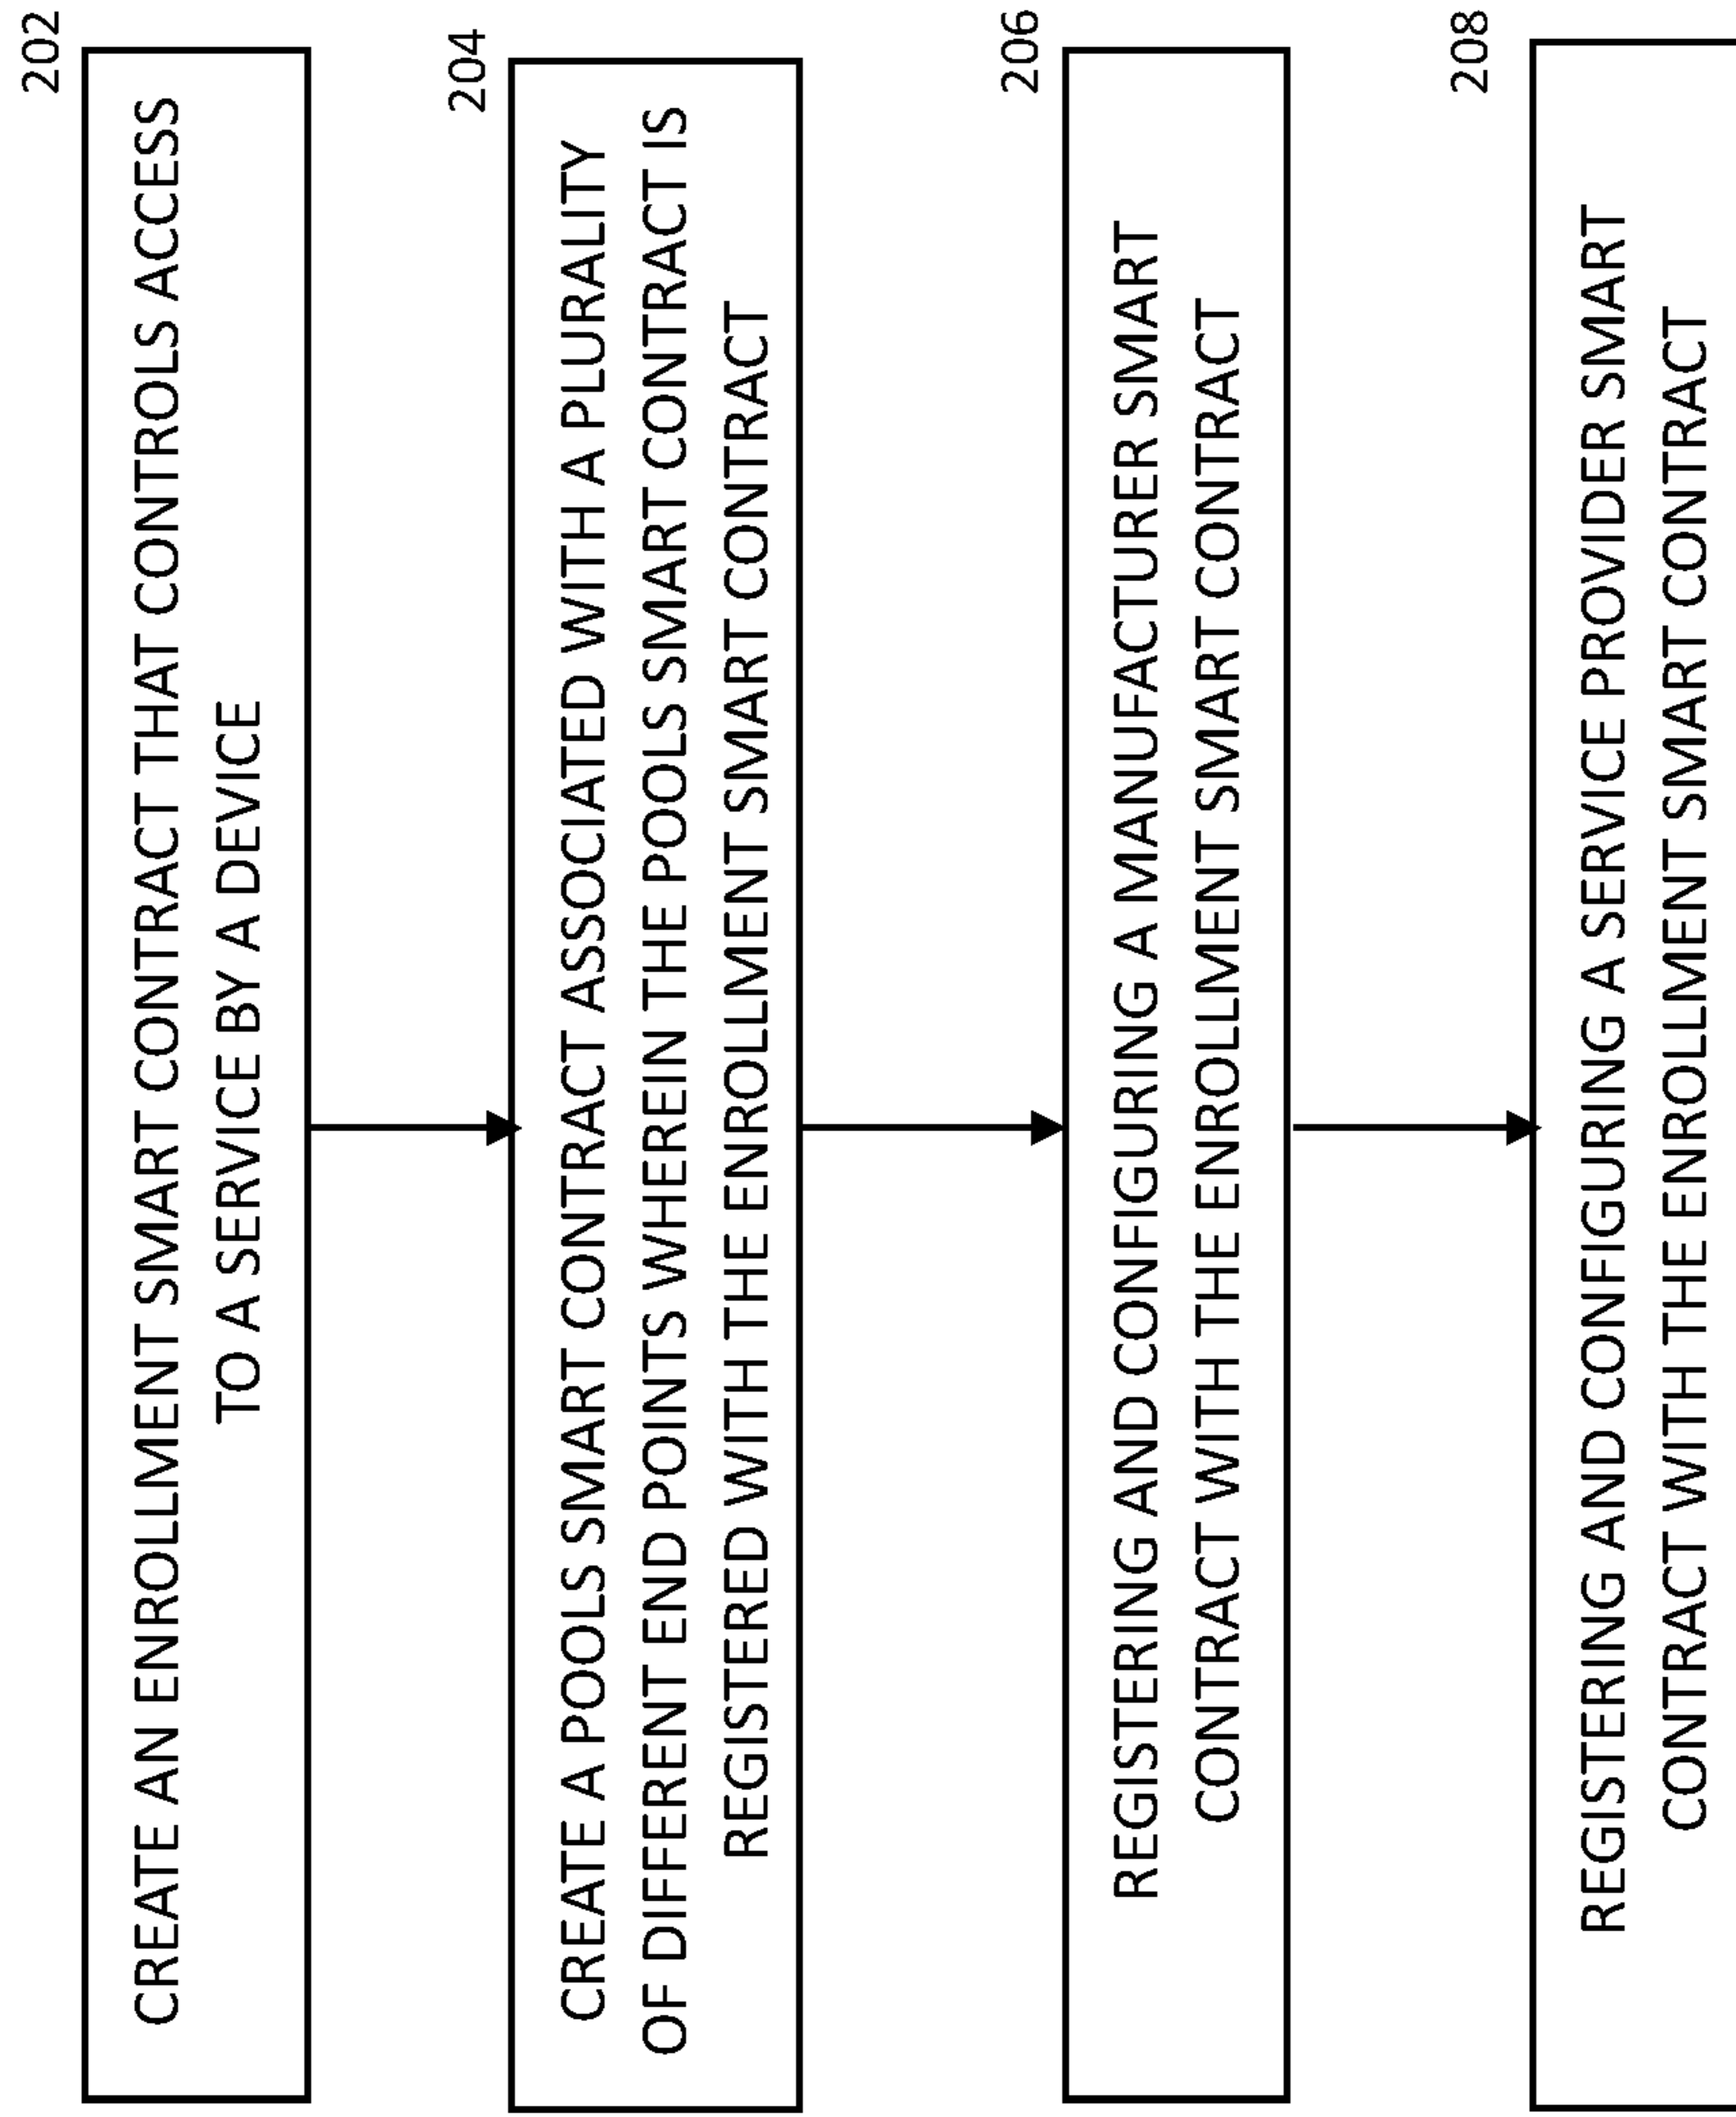 202
CREATE AN ENROLLMENT SMART CONTRACT THAT CONTROLS ACCESS
TO A SERVICE BY A DEVICE
204
CREATE A POOLS SMART CONTRACT ASSOCIATED WITH A PLURALITY
OF DIFFERENT END POINTS WHEREIN THE POOLS SMART CONTRACT IS
REGISTERED WITH THE ENROLLMENT SMART CONTRACT
206
REGISTERING AND CONFIGURING A MANUFACTURER SMART
CONTRACT WITH THE ENROLLMENT SMART CONTRACT
208
REGISTERING AND CONFIGURING A SERVICE PROVIDER SMART
CONTRACT WITH THE ENROLLMENT SMART CONTRACT